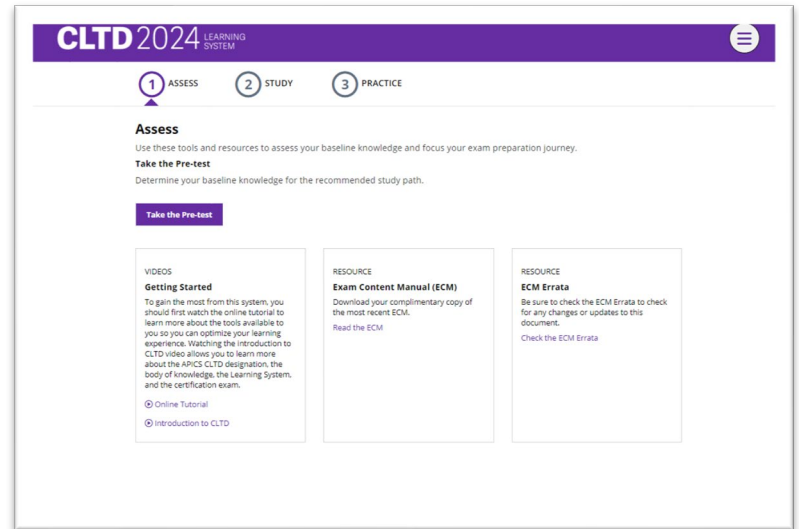 CLTD 2024 LEARNING
SYSTEM
1 ASSESS 2 STUDY 3 PRACTICE
Assess
Use these tools and resources to assess your baseline knowledge and focus your exam preparation journey.
Take the Pre-test
Determine your baseline knowledge for the recommended study path.
Take the Pre-test
VIDEOS
Getting Started
To gain the most from this system, you
should first watch the online tutorial to
learn more about the tools available to
you so you can optimize your learning
experience. Watching the Introduction to
CLTD video allows you to learn more
about the APICS CLTD designation, the
body of knowledge, the Learning System,
and the certification exam.
Online Tutorial
Introduction to CLTD
RESOURCE
Exam Content Manual (ECM)
Download your complimentary copy of
the most recent ECM.
Read the ECM
RESOURCE
ECM Errata
Be sure to check the ECM Errata to check
for any changes or updates to this
document.
Check the ECM Errata